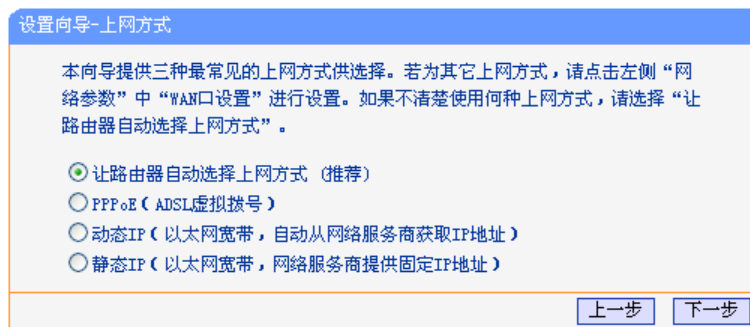 设置向导-上网方式
本向导提供三种最常见的上网方式供选择。若为其它上网方式，请点击左侧“网
络参数”中“WAN口设置”进行设置。如果不清楚使用何种上网方式，请选择“让
路由器自动选择上网方式”。
让路由器自动选择上网方式（推荐）
PPPoE（ADSL虚拟拨号）
动态IP（以太网宽带，自动从网络服务商获取IP地址）
静态IP（以太网宽带，网络服务商提供固定IP地址）
上一步 下一步